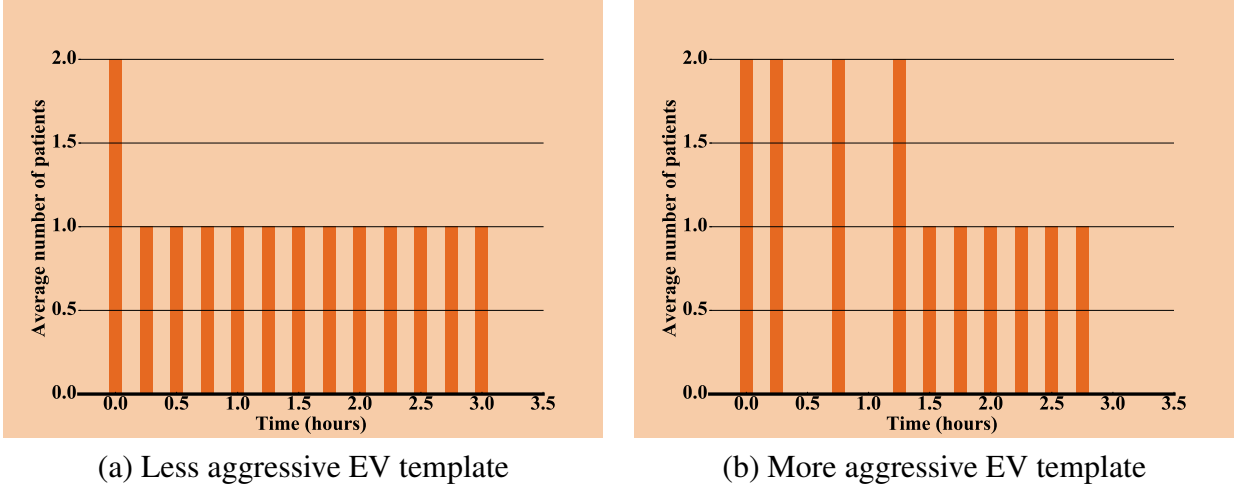 Average number of patients
2.0
1.5
1.0
0.5
0.0
0.0 0.5 1.0 1.5 2.0 2.5 3.0 3.5
Time (hours)
(a) Less aggressive EV template
Average number of patients
2.0
1.5
1.0
0.5
0.0
0.0 0.5 1.0 1.5 2.0 2.5 3.0 3.5
Time (hours)
(b) More aggressive EV template